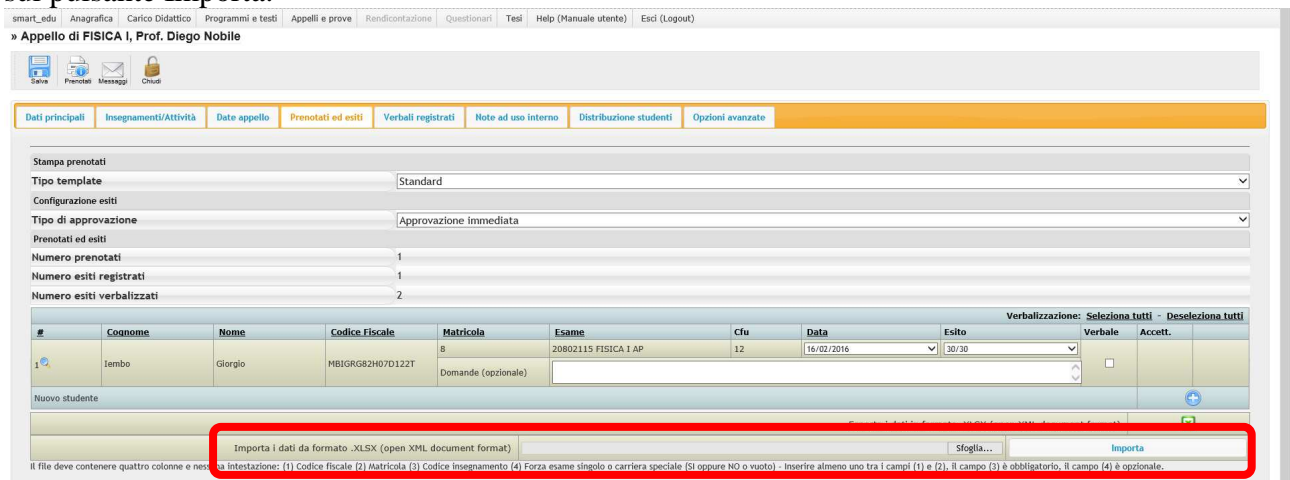 sul pulsante Importa.
smart_edu Anagrafica Carico Didattico Programmi e testi Appelli e prove Rendicontazione Questionari Tesi Help (Manuale utente) Esci (Logout)
» Appello di FISICA I, Prof. Diego Nobile
Salva Prenotati Messaggi Chiudi
Dati principali Insegnamenti/Attività Date appello Prenotati ed esiti Verbali registrati Note ad uso interno Distribuzione studenti Opzioni avanzate
Stampa prenotati
Tipo template Standard
Configurazione esiti
Tipo di approvazione Approvazione immediata
Prenotati ed esiti
Numero prenotati 1
Numero esiti registrati 1
Numero esiti verbalizzati 2
Verbalizzazione: Seleziona tutti - Deseleziona tutti
# Cognome Nome Codice Fiscale Matricola Esame Cfu Data Esito Verbale Accett.
1 Iembo Giorgio MBIGRG82H07D122T 8 20802115 FISICA I AP 12 16/02/2016 30/30
Domande (opzionale)
Nuovo studente
Importa i dati da formato .XLSX (open XML document format) Sfoglia... Importa
Il file deve contenere quattro colonne e nessuna intestazione: (1) Codice fiscale (2) Matricola (3) Codice insegnamento (4) Forza esame singolo o carriera speciale (SI oppure NO o vuoto) - Inserire almeno uno tra i campi (1) e (2), il campo (3) è obbligatorio, il campo (4) è opzionale.